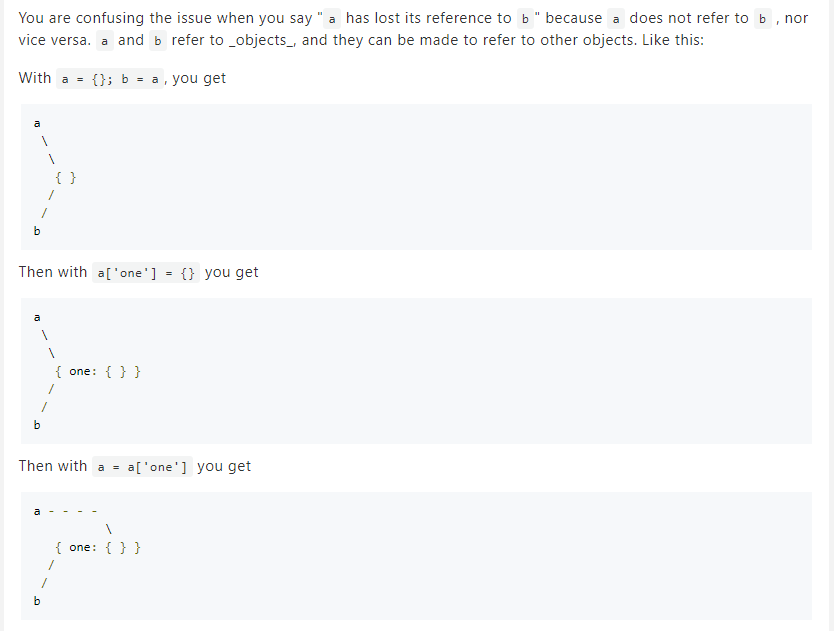 You are confusing the issue when you say "a has lost its reference to b" because a does not refer to b , nor
vice versa. a and b refer to _objects_, and they can be made to refer to other objects. Like this:
With a = {}; b = a , you get
a
 \
  \
   { }
  /
 /
b
Then with a['one'] = {} you get
a
 \
  \
   { one: { } }
  /
 /
b
Then with a = a['one'] you get
a - - - -
          \
   { one: { } }
  /
 /
b